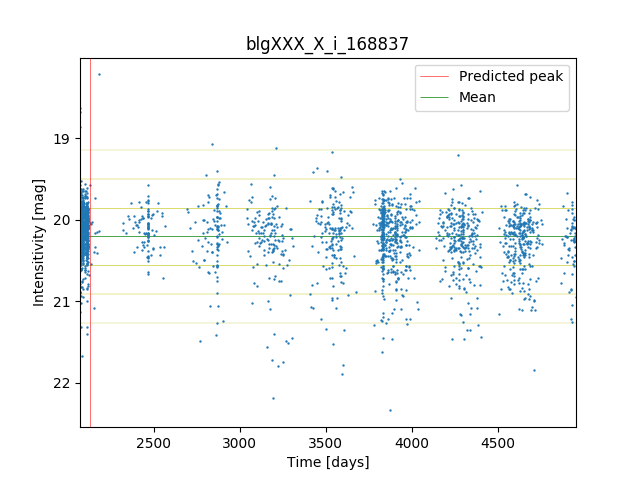 blgXXX_X_i_168837
Predicted peak
Mean
19
20
21
22
Intensitivity [mag]
2500
3000
3500
4000
4500
Time [days]